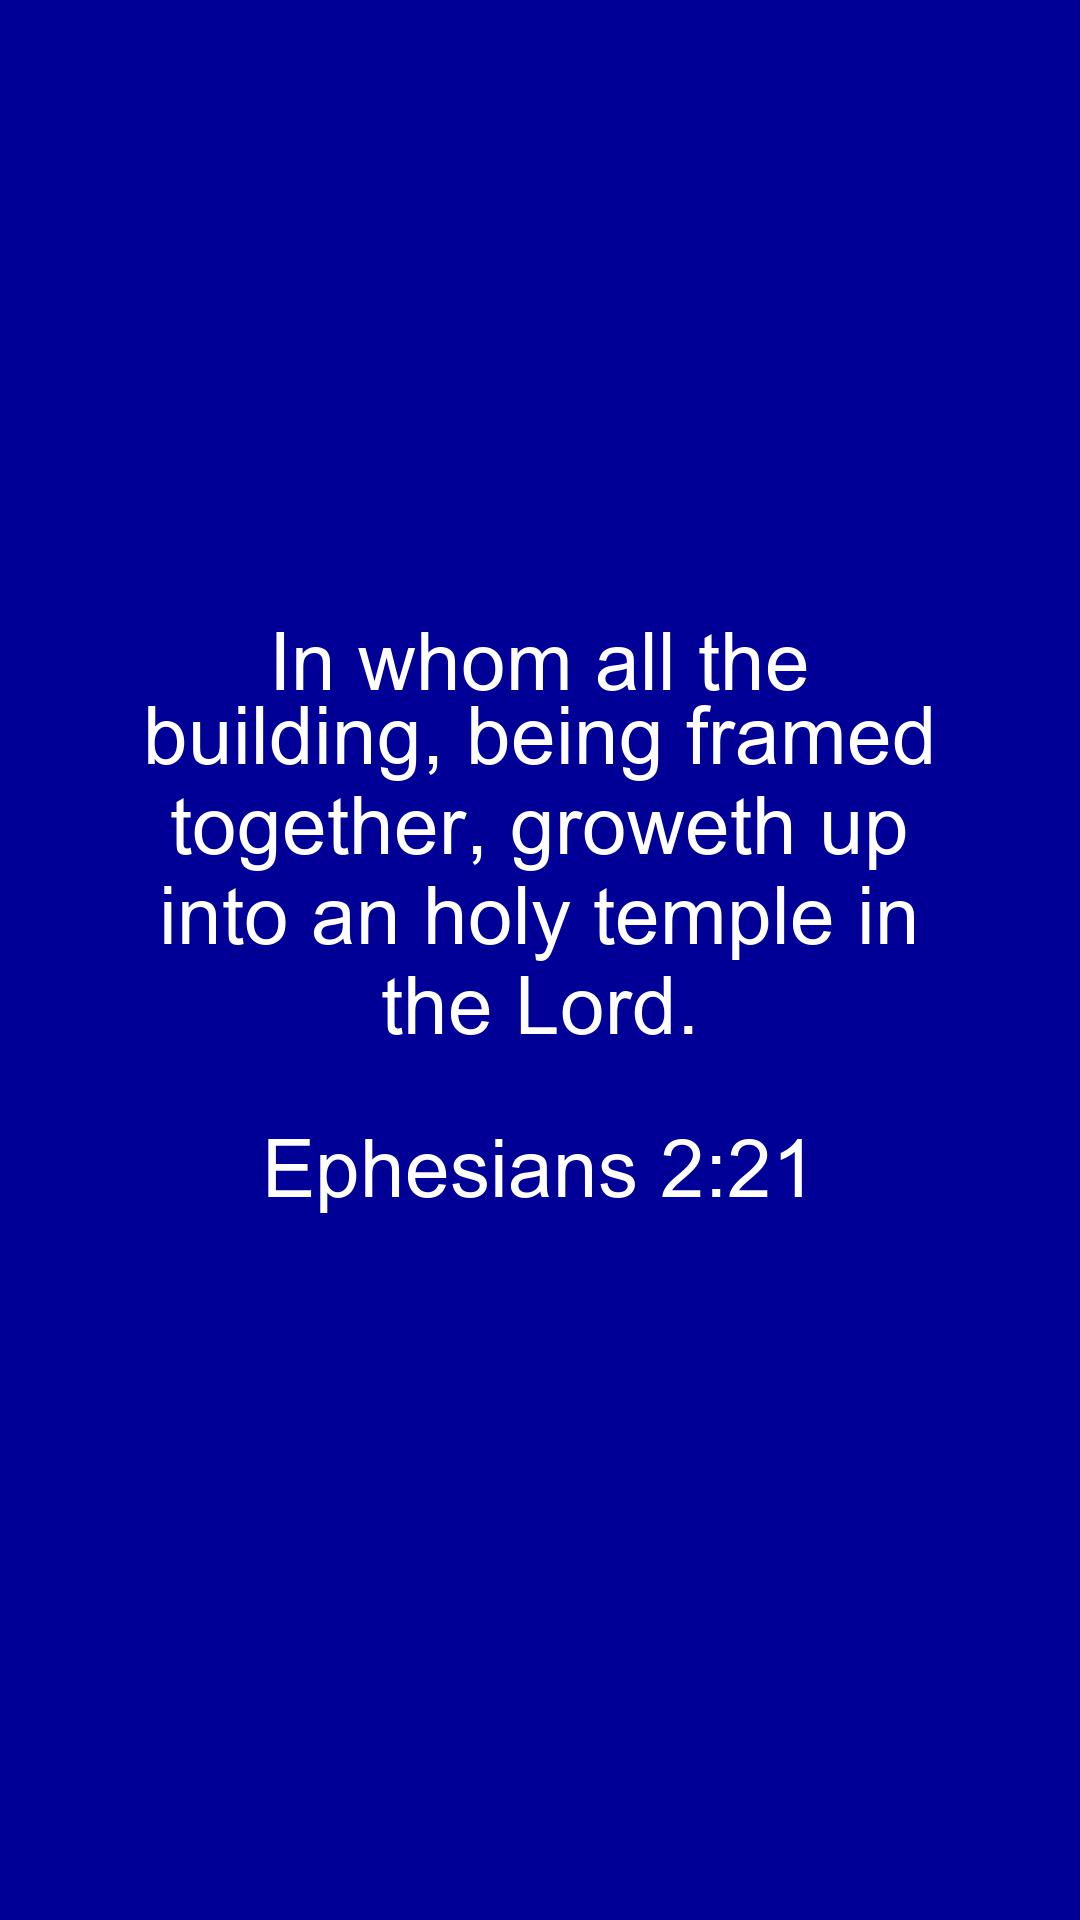 In whom all the
building, being framed
together, groweth up
into an holy temple in
the Lord.
Ephesians 2:21